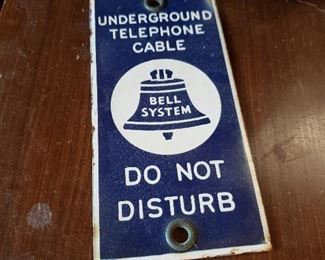 UNDERGROUND
TELEPHONE
CABLE
BELL
SYSTEM
DO NOT
DISTURB